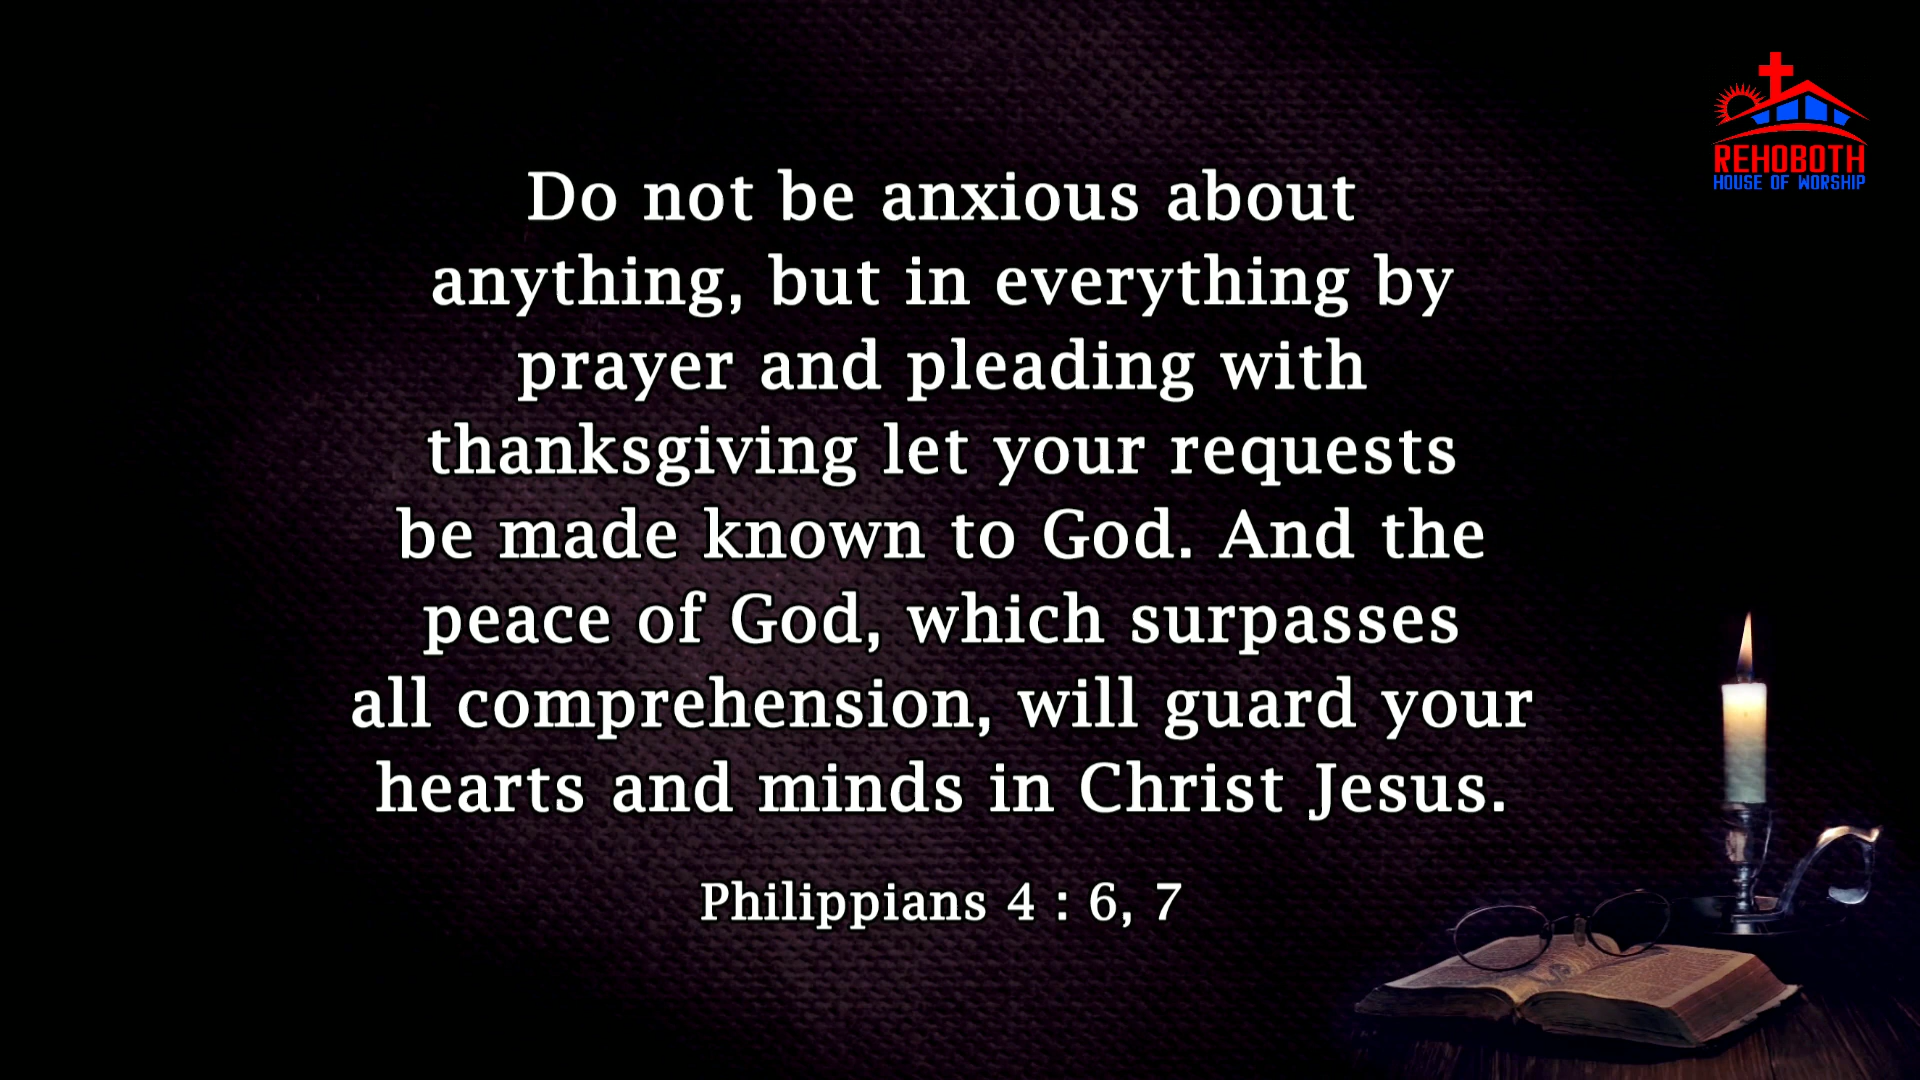 REHOBOTH
HOUSE OF WORSHIP
Do not be anxious about
anything, but in everything by
prayer and pleading with
thanksgiving let your requests
be made known to God. And the
peace of God, which surpasses
all comprehension, will guard your
hearts and minds in Christ Jesus.
Philippians 4 : 6, 7